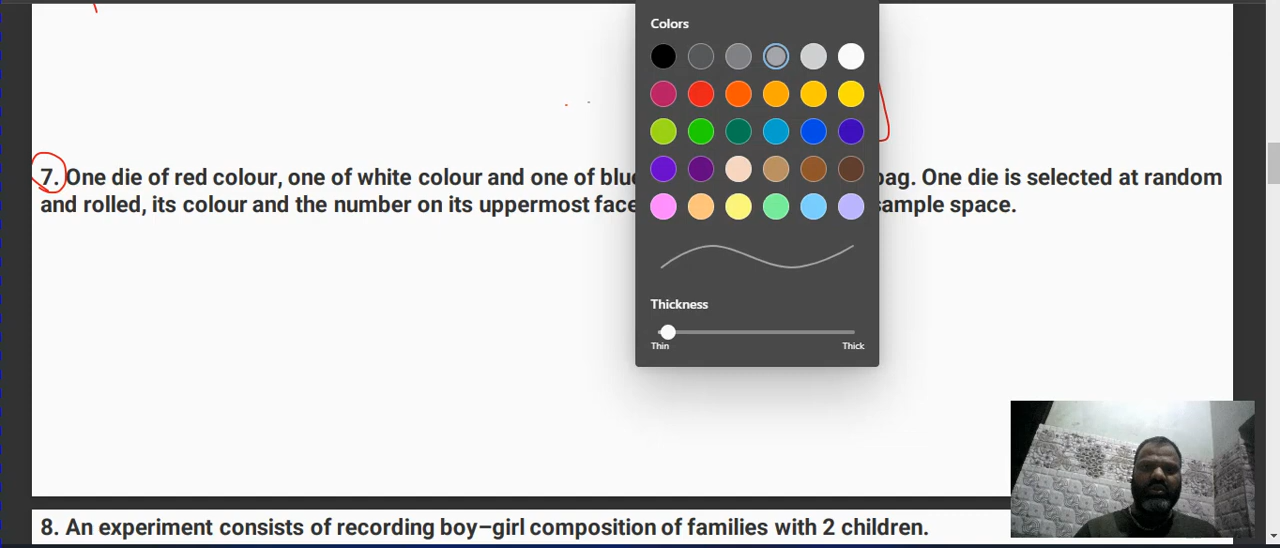 Colors
7. One die of red colour, one of white colour and one of blu bag. One die is selected at random
and rolled, its colour and the number on its uppermost face sample space.
Thickness
Thin Thick
8. An experiment consists of recording boy–girl composition of families with 2 children.